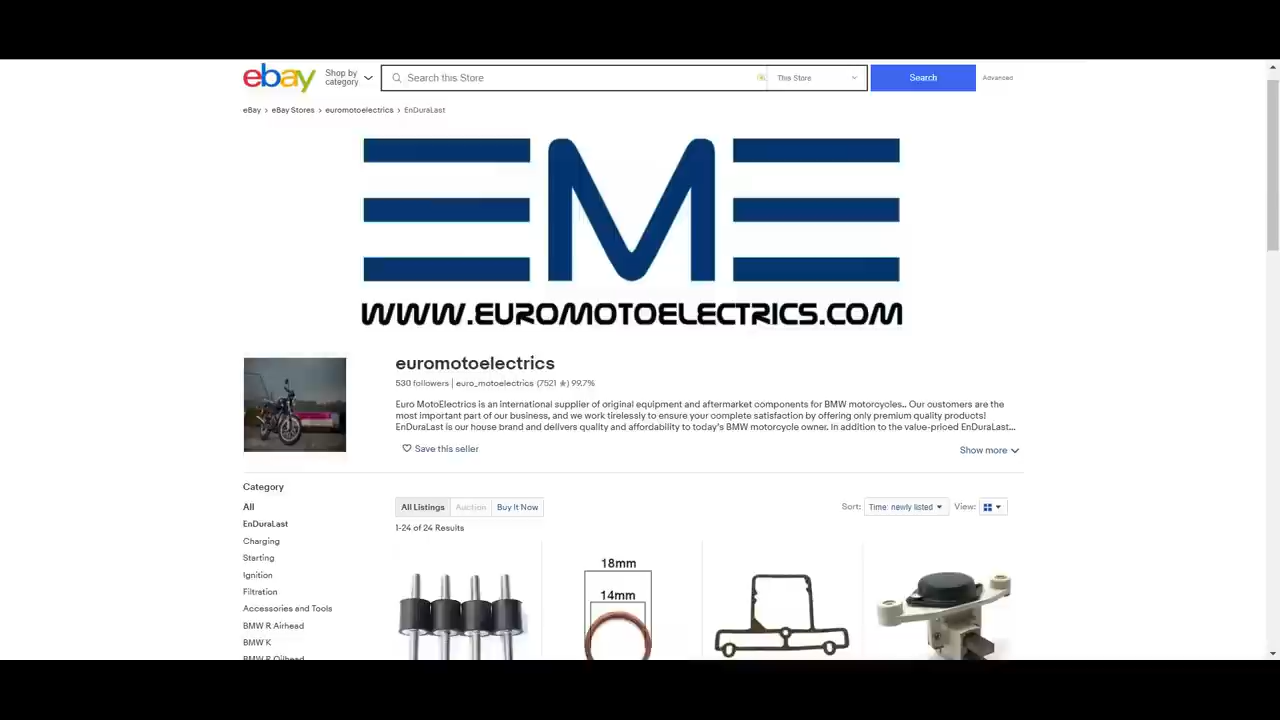 ebay
Shop by
category
Search this Store
This Store
Search
Advanced
eBay > eBay Stores > euromotoelectrics > EnDuraLast
EME
WWW.EUROMOTOELECTRICS.COM
euromotoelectrics
530 followers | euro_motoelectrics (7521 ★) 99.7%
Euro MotoElectrics is an international supplier of original equipment and aftermarket components for BMW motorcycles.. Our customers are the
most important part of our business, and we work tirelessly to ensure your complete satisfaction by offering only premium quality products!
EnDuraLast is our house brand and delivers quality and affordability to today's BMW motorcycle owner. In addition to the value-priced EnDuraLast...
Save this seller
Show more
Category
All
EnDuraLast
Charging
Starting
Ignition
Filtration
Accessories and Tools
BMW R Airhead
BMW K
BMW R Oilhead
All Listings
Auction
Buy It Now
Sort: Time: newly listed
View:
1-24 of 24 Results
18mm
14mm